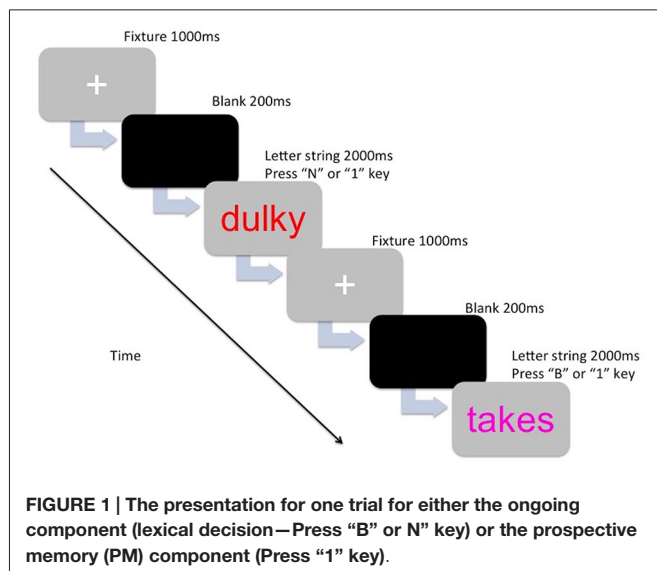 Fixture 1000ms
+
Blank 200ms
Letter string 2000ms
Press “N” or “1” key
dulky
Fixture 1000ms
+
Blank 200ms
Time
Letter string 2000ms
Press “B” or “1” key
takes
FIGURE 1 | The presentation for one trial for either the ongoing
component (lexical decision—Press “B” or N” key) or the prospective
memory (PM) component (Press “1” key).